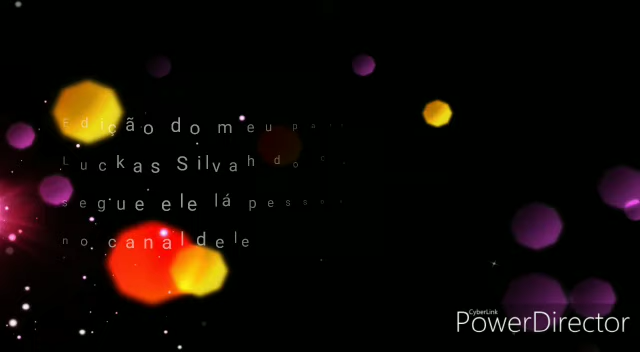 Edição do meu
Luckas Silva
segue ele lá
no canal dele
CyberLink
PowerDirector